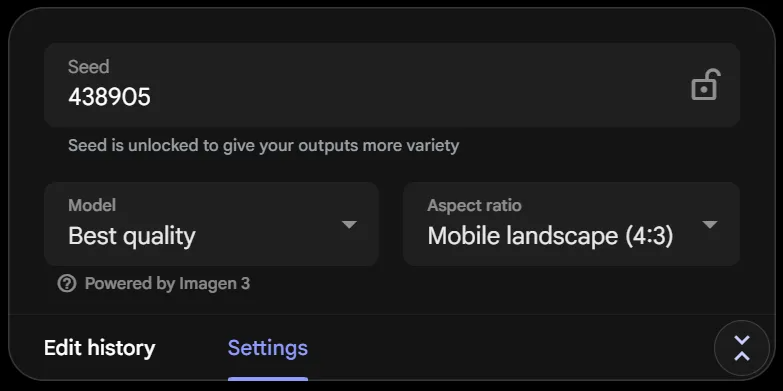 Seed
438905
Seed is unlocked to give your outputs more variety
Model
Best quality
Aspect ratio
Mobile landscape (4:3)
Powered by Imagen 3
Edit history
Settings